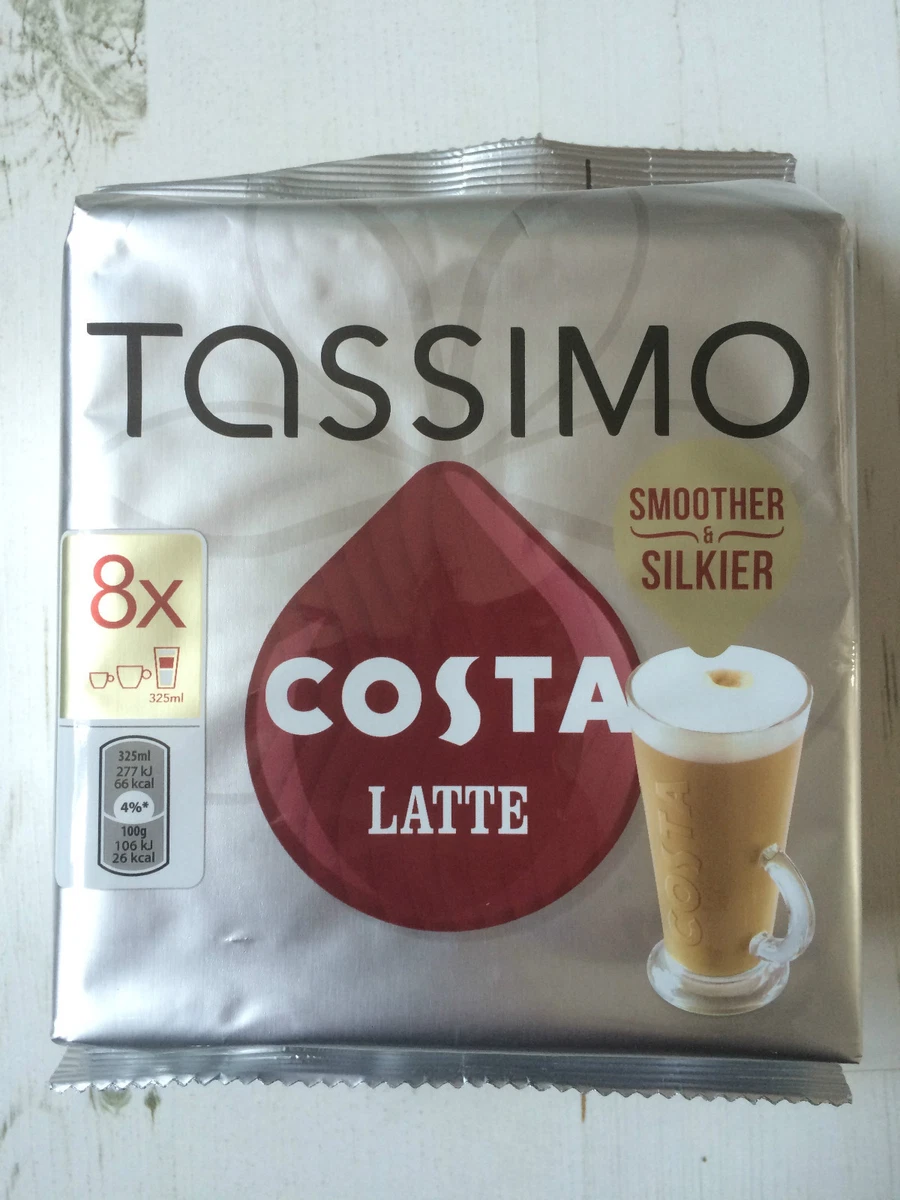 TASSIMO
SMOOTHER
&
SILKIER
8x
325ml
COSTA
LATTE
325ml
277 kJ
66 kcal
4%*
100g
106 kJ
26 kcal
COSTA